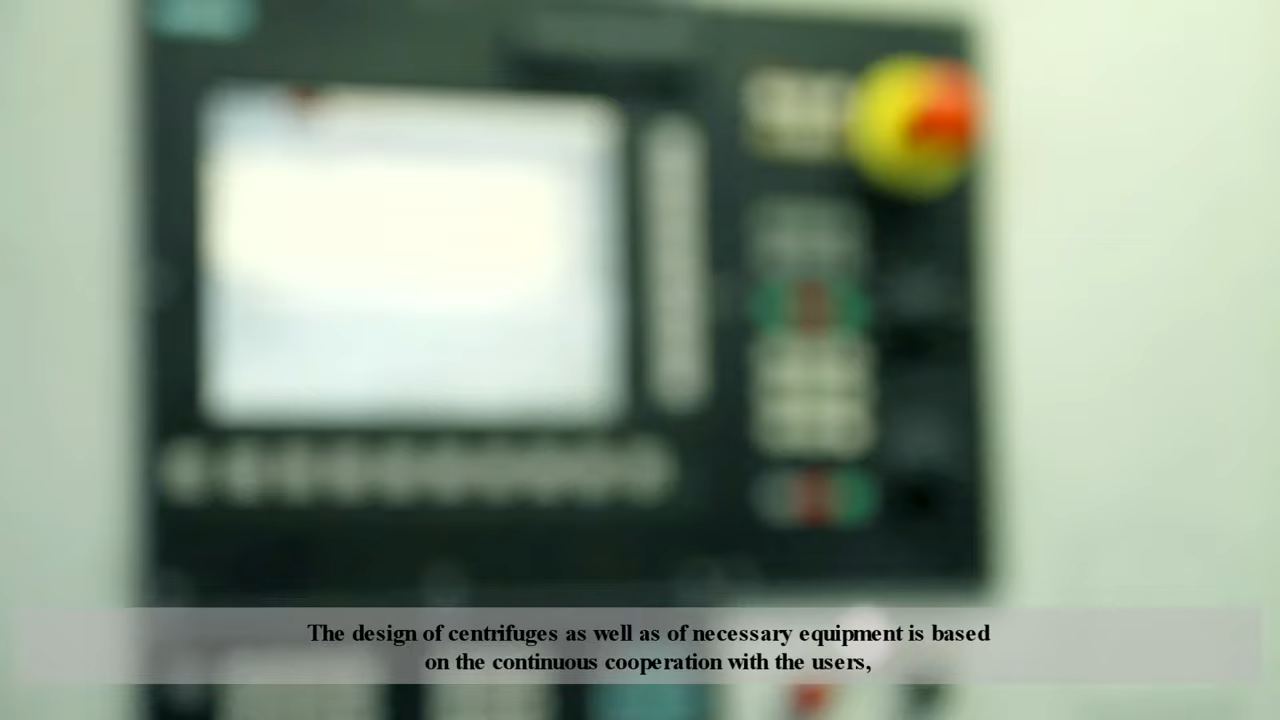 The design of centrifuges as well as of necessary equipment is based
on the continuous cooperation with the users,